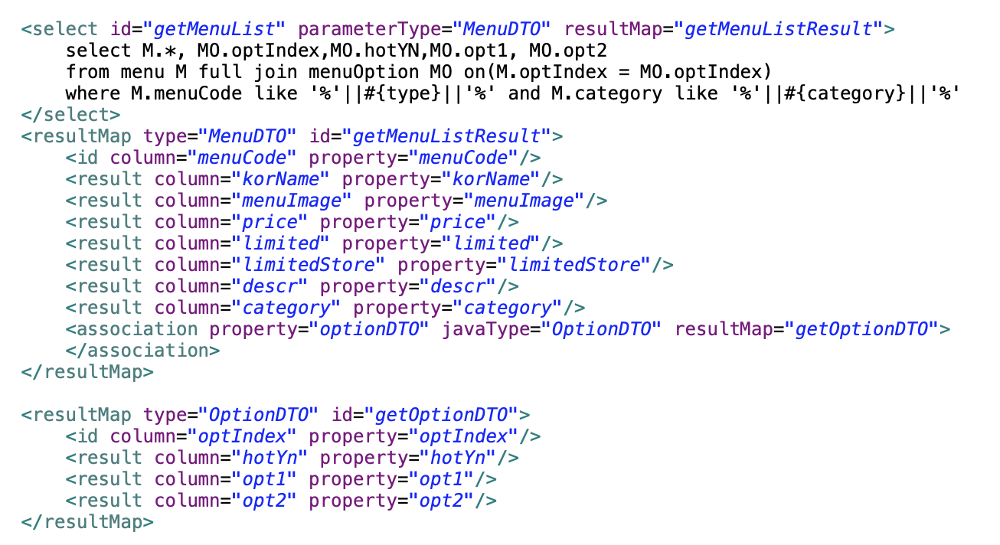 <select id="getMenuList" parameterType="MenuDTO" resultMap="getMenuListResult">
    select M.*, MO.optIndex,MO.hotYN,MO.opt1, MO.opt2
    from menu M full join menuOption MO on(M.optIndex = MO.optIndex)
    where M.menuCode like '%'||#{type}||'%' and M.category like '%'||#{category}||'%'
</select>
<resultMap type="MenuDTO" id="getMenuListResult">
    <id column="menuCode" property="menuCode"/>
    <result column="korName" property="korName"/>
    <result column="menuImage" property="menuImage"/>
    <result column="price" property="price"/>
    <result column="limited" property="limited"/>
    <result column="limitedStore" property="limitedStore"/>
    <result column="descr" property="descr"/>
    <result column="category" property="category"/>
    <association property="optionDTO" javaType="OptionDTO" resultMap="getOptionDTO">
    </association>
</resultMap>

<resultMap type="OptionDTO" id="getOptionDTO">
    <id column="optIndex" property="optIndex"/>
    <result column="hotYn" property="hotYn"/>
    <result column="opt1" property="opt1"/>
    <result column="opt2" property="opt2"/>
</resultMap>